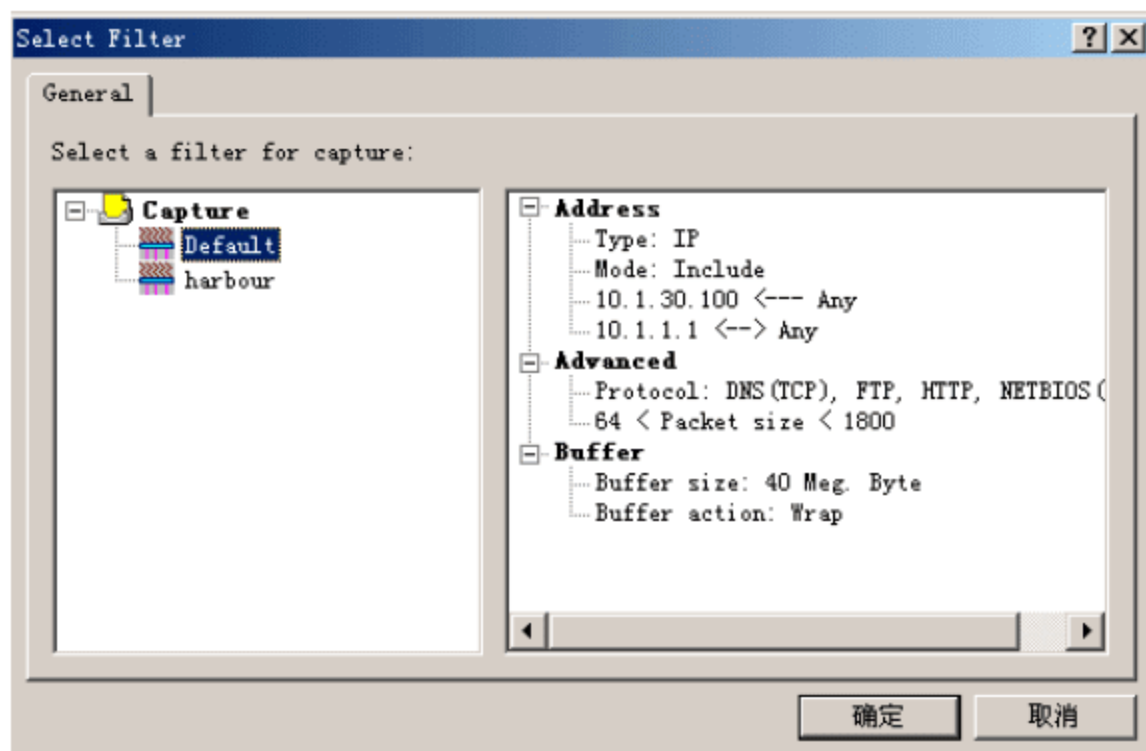 Select Filter
General
Select a filter for capture:
Capture
Default
harbour
Address
Type: IP
Mode: Include
10.1.30.100 <--- Any
10.1.1.1 <--> Any
Advanced
Protocol: DNS(TCP), FTP, HTTP, NETBIOS(
64 < Packet size < 1800
Buffer
Buffer size: 40 Meg. Byte
Buffer action: Wrap
确定 取消